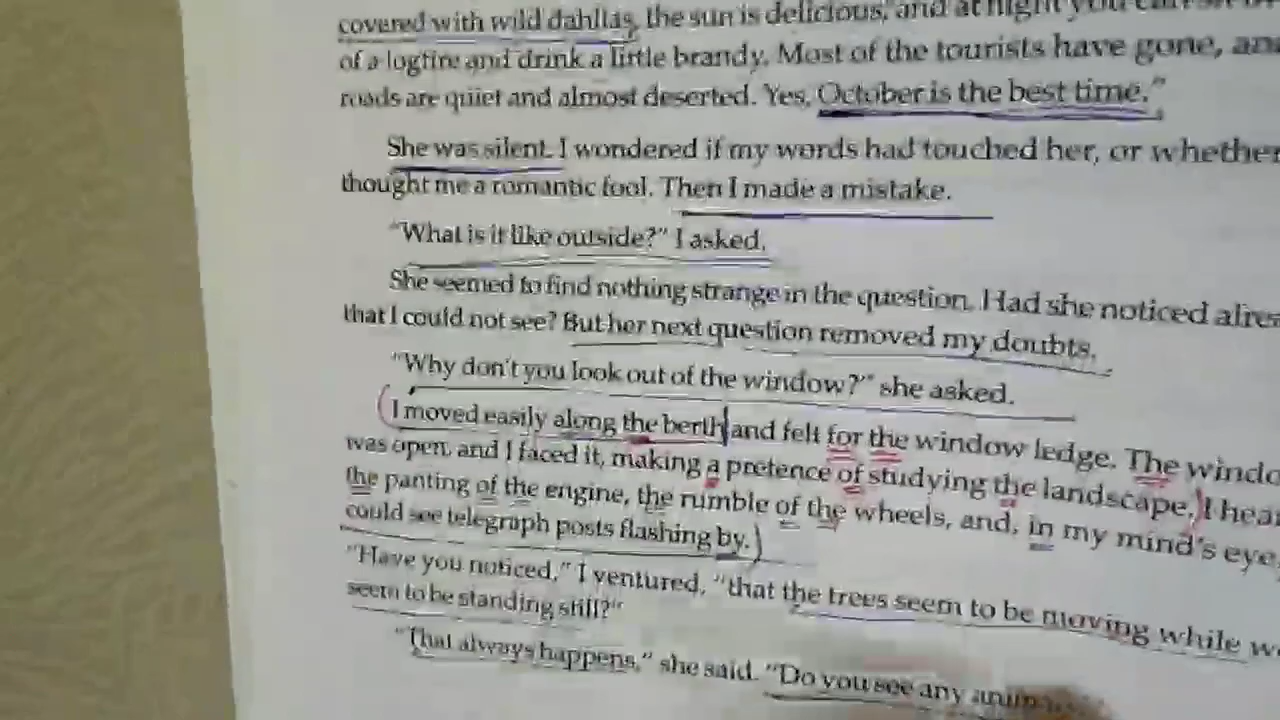 covered with wild dahlias, the sun is delicious, and at night you can sit
of a logfire and drink a little brandy. Most of the tourists have gone, and
roads are quiet and almost deserted. Yes, October is the best time."
She was silent. I wondered if my words had touched her, or whether
thought me a romantic fool. Then I made a mistake.
"What is it like outside?" I asked.
She seemed to find nothing strange in the question. Had she noticed
that I could not see? But her next question removed my doubts.
"Why don't you look out of the window?" she asked.
I moved easily along the berth and felt for the window ledge. The
was open, and I faced it, making a pretence of studying the landscape. I
the panting of the engine, the rumble of the wheels, and, in my mind's eye,
could see telegraph posts flashing by.
"Have you noticed," I ventured, "that the trees seem to be moving while
seem to be standing still?"
"That always happens," she said. "Do you see any